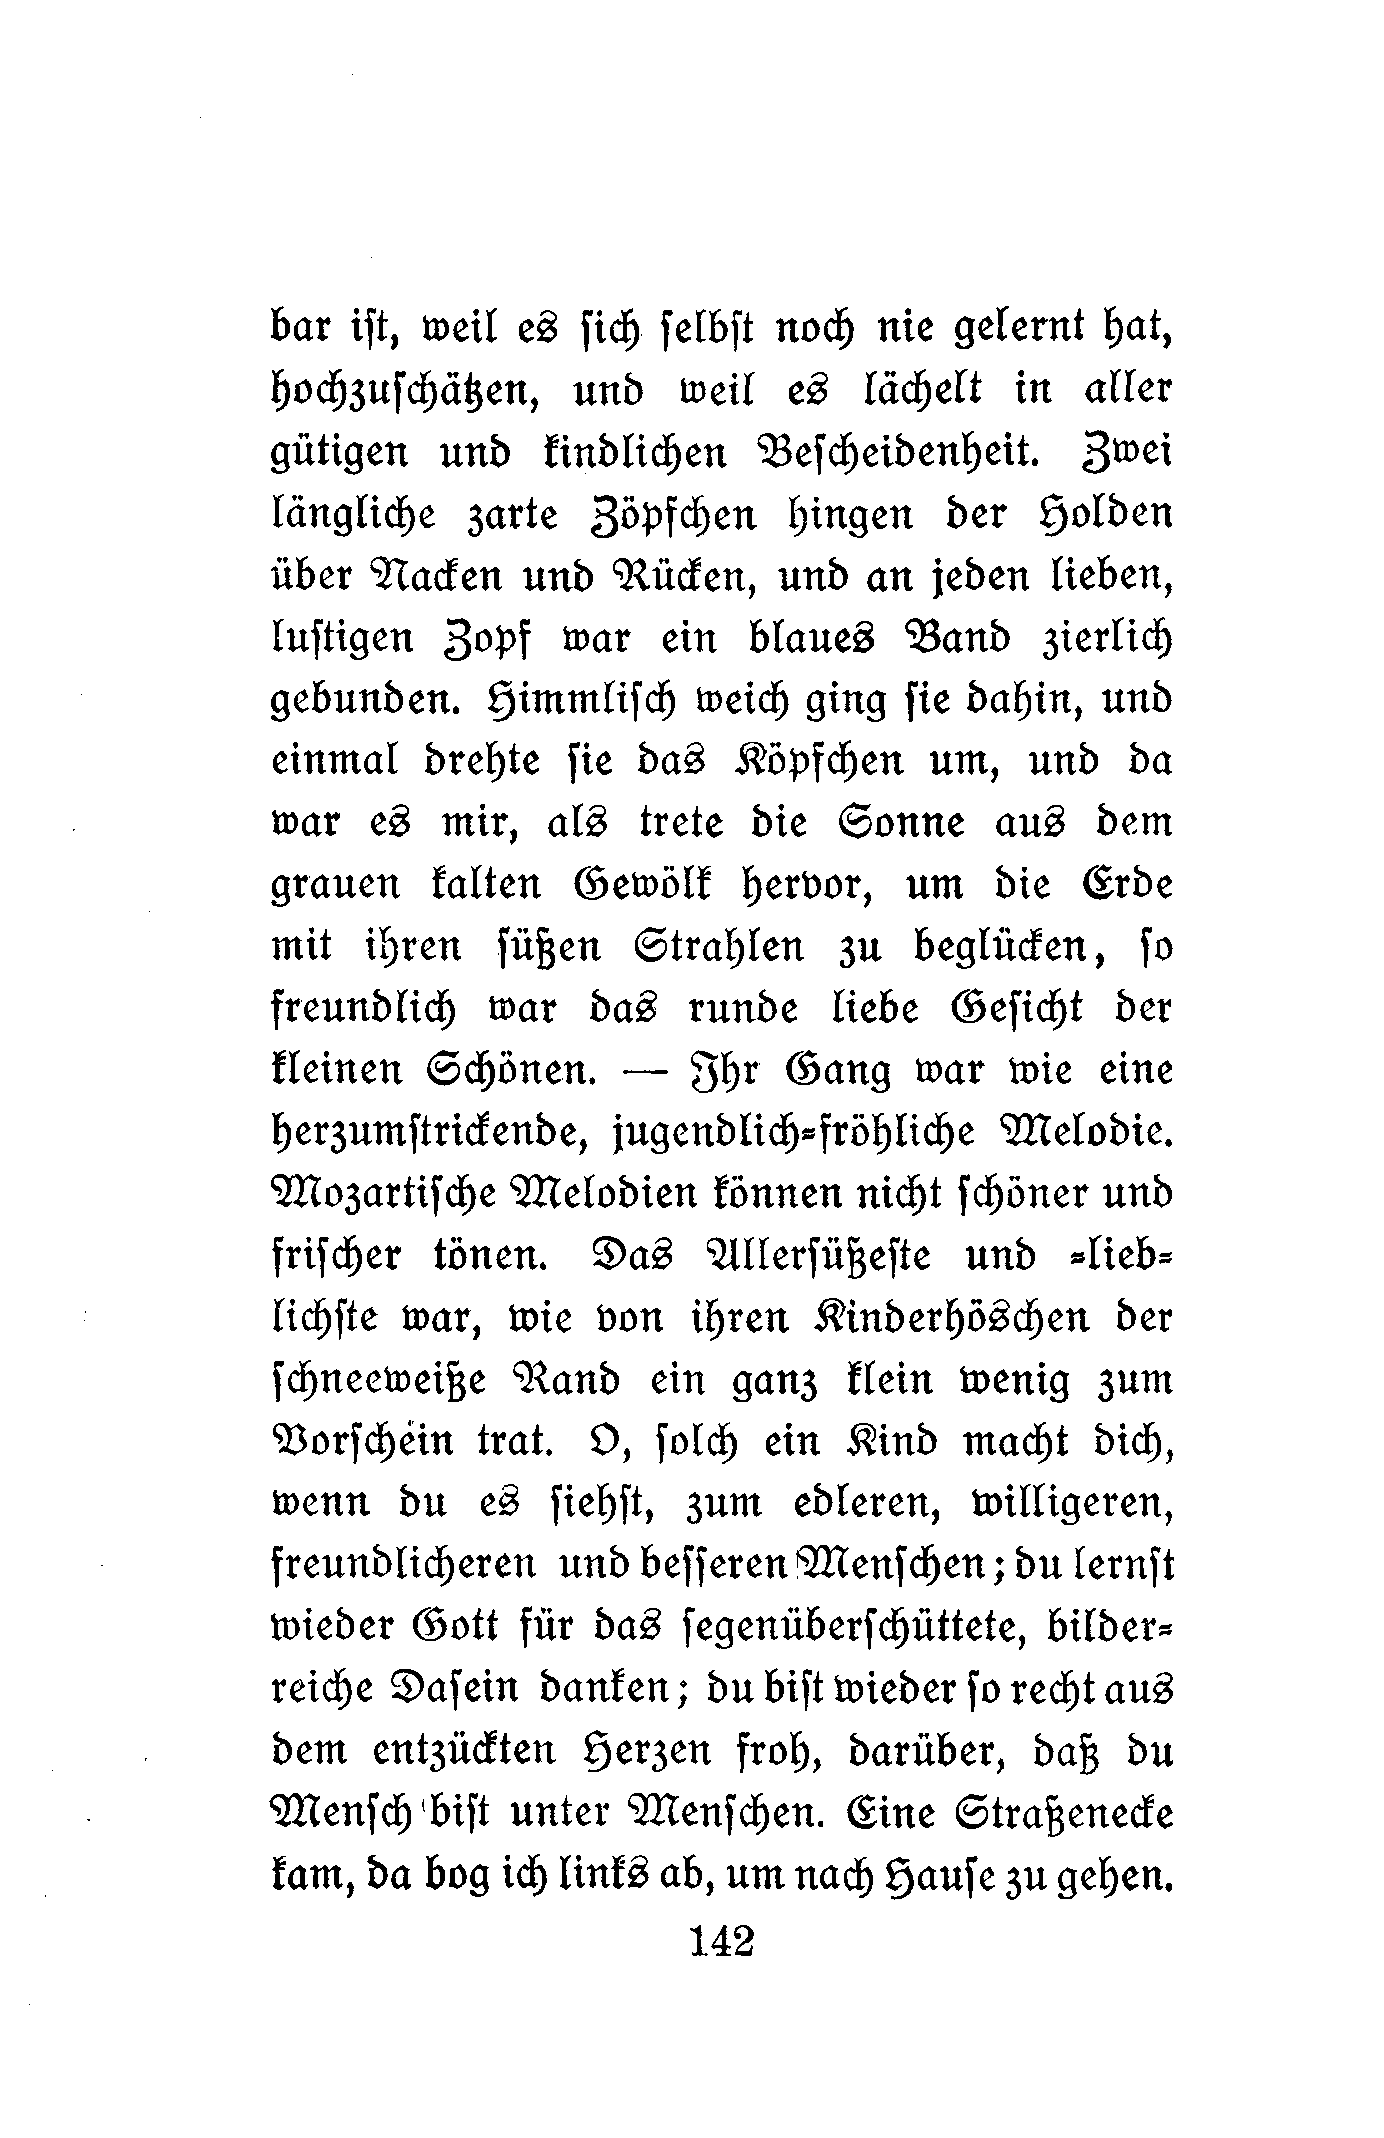 bar iſt, weil es ſich ſelbſt noch nie gelernt hat,
hochzuſchätzen, und weil es lächelt in aller
gütigen und kindlichen Beſcheidenheit. Zwei
längliche zarte Zöpfchen hingen der Holden
über Nacken und Rücken, und an jeden lieben,
luſtigen Zopf war ein blaues Band zierlich
gebunden. Himmliſch weich ging ſie dahin, und
einmal drehte ſie das Köpfchen um, und da
war es mir, als trete die Sonne aus dem
grauen kalten Gewölk hervor, um die Erde
mit ihren ſüßen Strahlen zu beglücken, ſo
freundlich war das runde liebe Geſicht der
kleinen Schönen. — Ihr Gang war wie eine
herzumſtrickende, jugendlich-fröhliche Melodie.
Mozartiſche Melodien können nicht ſchöner und
friſcher tönen. Das Allerſüßeſte und -lieb-
lichſte war, wie von ihren Kinderhöschen der
ſchneeweiße Rand ein ganz klein wenig zum
Vorſchein trat. O, ſolch ein Kind macht dich,
wenn du es ſiehſt, zum edleren, willigeren,
freundlicheren und beſſeren Menſchen; du lernſt
wieder Gott für das ſegenüberſchüttete, bilder-
reiche Daſein danken; du biſt wieder ſo recht aus
dem entzückten Herzen froh, darüber, daß du
Menſch biſt unter Menſchen. Eine Straßenecke
kam, da bog ich links ab, um nach Hauſe zu gehen.
142